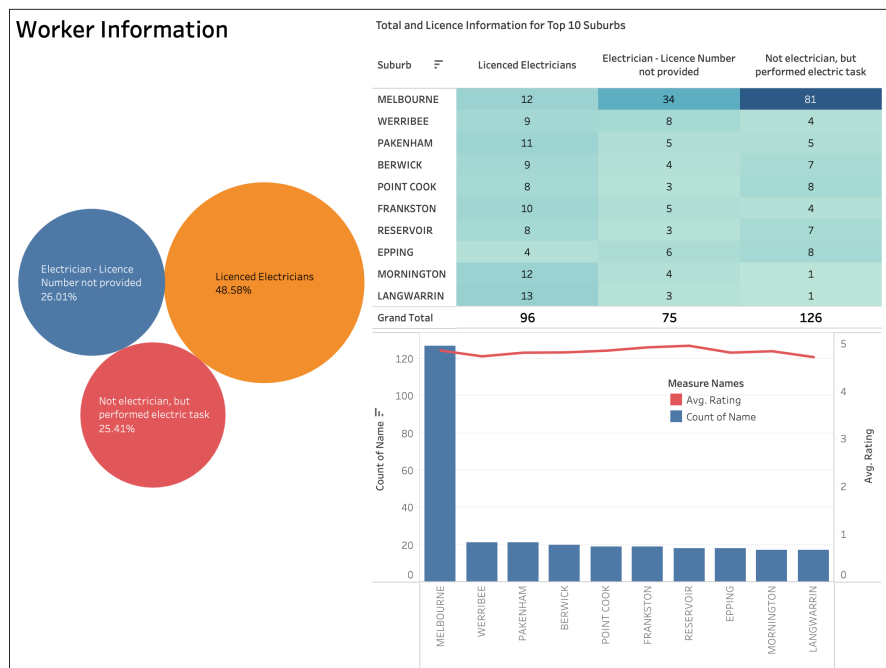 Worker Information
Electrician - Licence
Number not provided
26.01%
Licenced Electricians
48.58%
Not electrician, but
performed electric task
25.41%
Total and Licence Information for Top 10 Suburbs
Suburb Licenced Electricians Electrician - Licence Number not provided Not electrician, but performed electric task
MELBOURNE 12 34 81
WERRIBEE 9 8 4
PAKENHAM 11 5 5
BERWICK 9 4 7
POINT COOK 8 3 8
FRANKSTON 10 5 4
RESERVOIR 8 3 7
EPPING 4 6 8
MORNINGTON 12 4 1
LANGWARRIN 13 3 1
Grand Total 96 75 126
Count of Name
120
100
80
60
40
20
0
Measure Names
Avg. Rating
Count of Name
5
4
3
2
1
0
Avg. Rating
MELBOURNE
WERRIBEE
PAKENHAM
BERWICK
POINT COOK
FRANKSTON
RESERVOIR
EPPING
MORNINGTON
LANGWARRIN